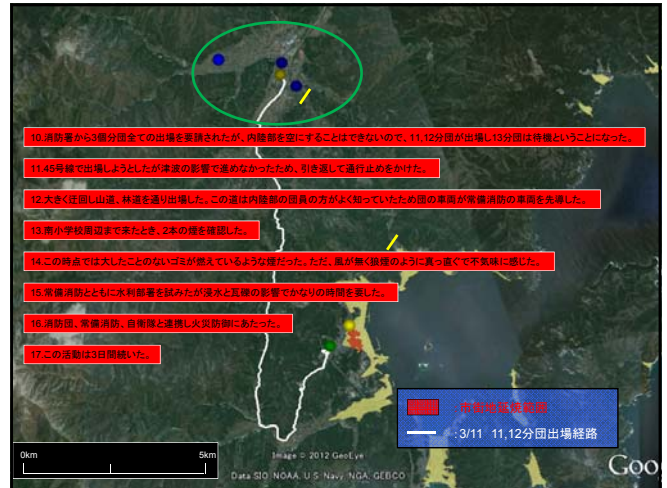 10.消防署から3個分団全ての出場を要請されたが、内陸部を空にすることはできないので、11,12分団が出場し13分団は待機ということになった。
11.45号線で出場しようとしたが津波の影響で進めなかったため、引き返して通行止めをかけた。
12.大きく迂回し山道、林道を通り出場した。この道は内陸部の団員の方がよく知っていたため団の車両が常備消防の車両を先導した。
13.南小学校周辺まで来たとき、2本の煙を確認した。
14.この時点では大したことのないゴミが燃えているような煙だった。ただ、風が無く狼煙のように真っ直ぐで不気味に感じた。
15.常備消防とともに水利部署を試みたが浸水と瓦礫の影響でかなりの時間を要した。
16.消防団、常備消防、自衛隊と連携し火災防御にあたった。
17.この活動は3日間続いた。
:市街地延焼範囲
:3/11 11,12分団出場経路
0km 5km
Image © 2012 GeoEye
Data SIO, NOAA, U.S. Navy, NGA, GEBCO
Goo